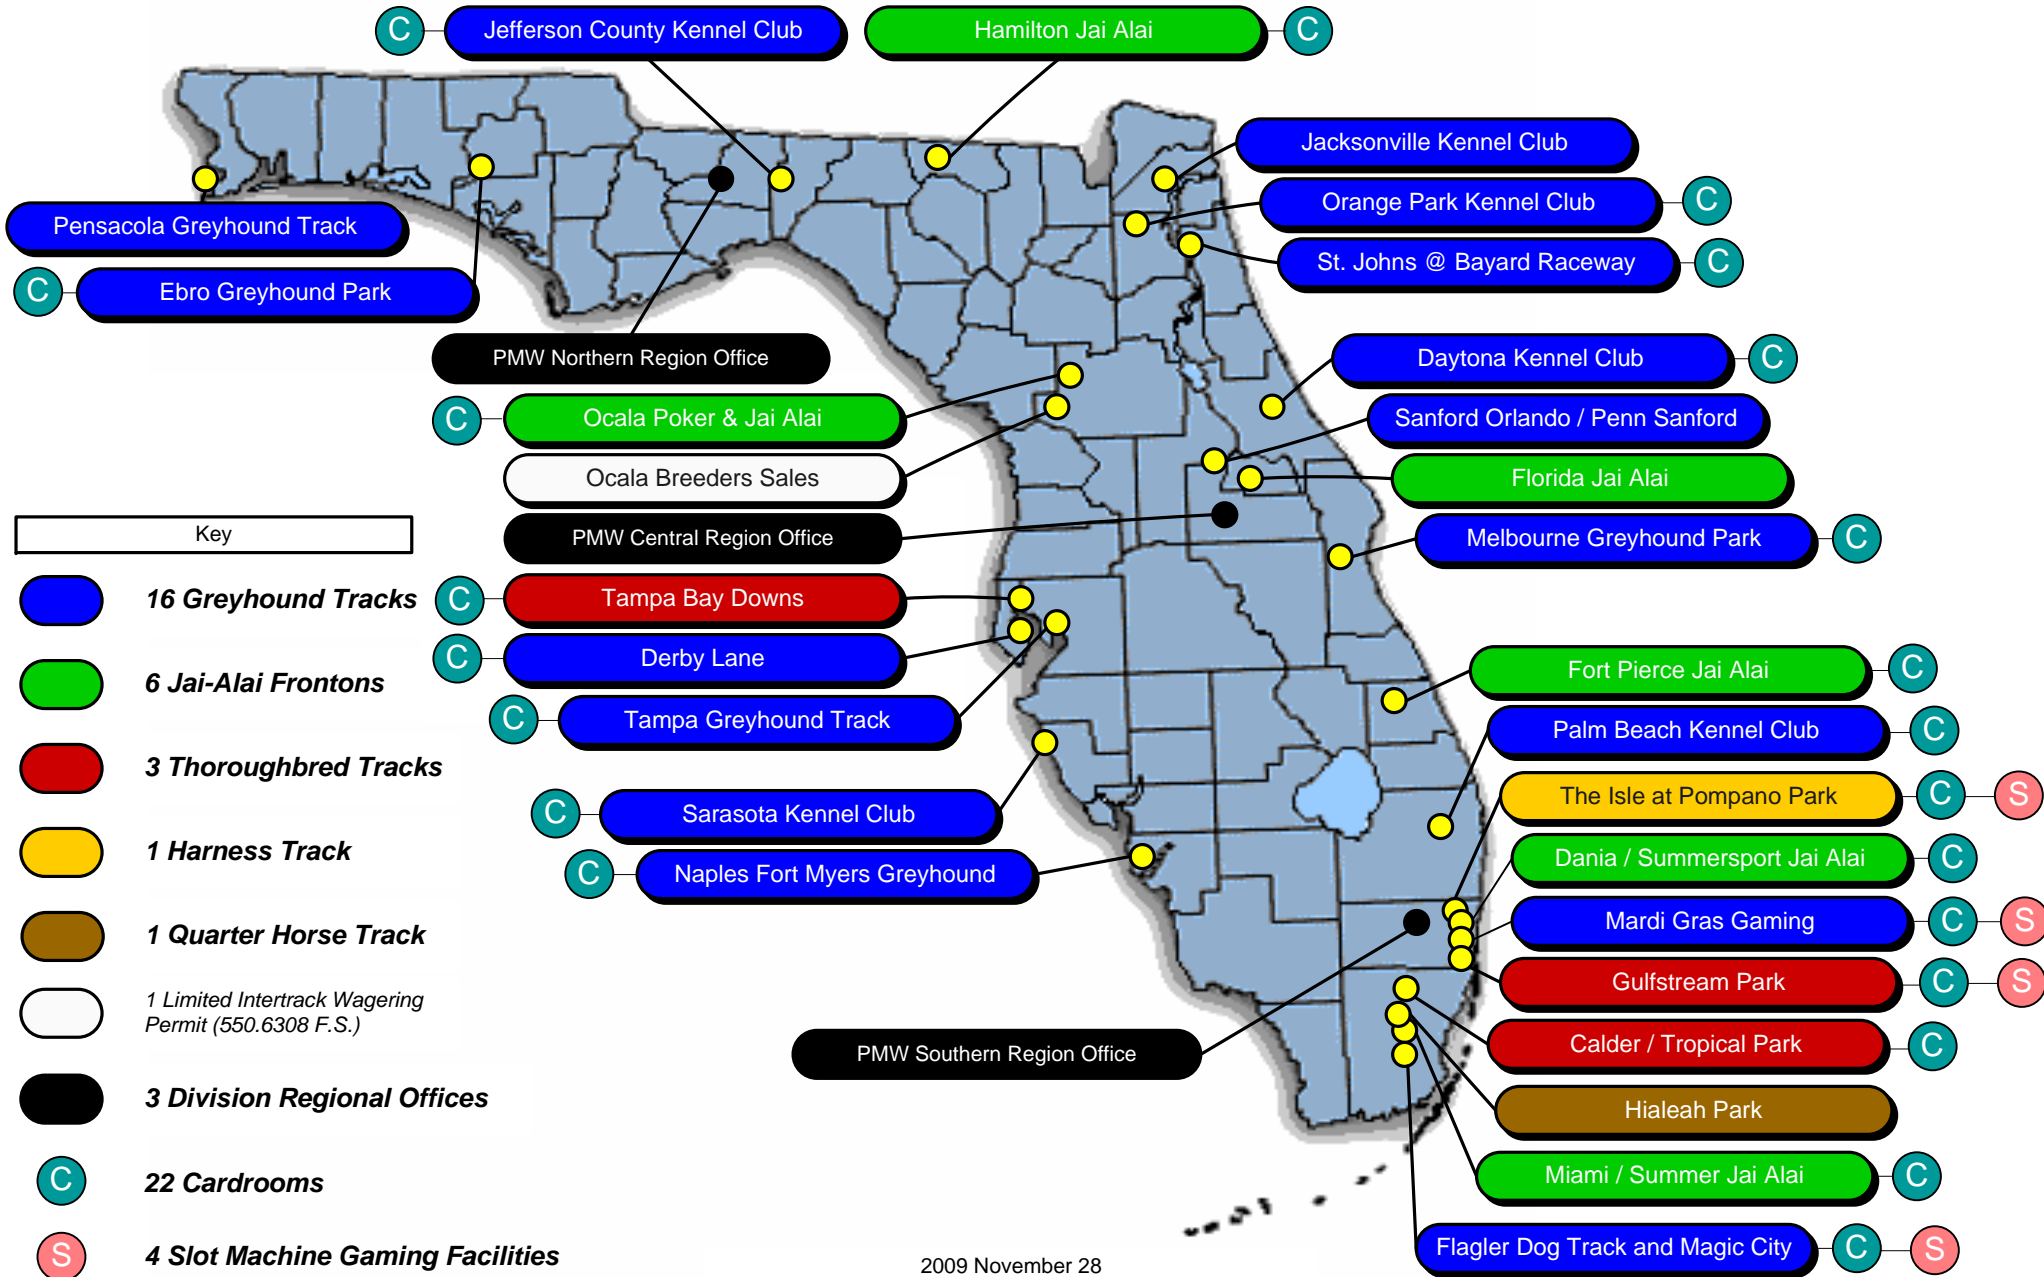 C
Jefferson County Kennel Club
Hamilton Jai Alai
C
Jacksonville Kennel Club
Orange Park Kennel Club
C
Pensacola Greyhound Track
St. Johns @ Bayard Raceway
C
C
Ebro Greyhound Park
PMW Northern Region Office
Daytona Kennel Club
C
C
Ocala Poker & Jai Alai
Sanford Orlando / Penn Sanford
Ocala Breeders Sales
Florida Jai Alai
PMW Central Region Office
Melbourne Greyhound Park
C
C
Tampa Bay Downs
C
Derby Lane
Fort Pierce Jai Alai
C
C
Tampa Greyhound Track
Palm Beach Kennel Club
C
The Isle at Pompano Park
C
S
C
Sarasota Kennel Club
Dania / Summersport Jai Alai
C
C
Naples Fort Myers Greyhound
Mardi Gras Gaming
C
S
Gulfstream Park
C
S
PMW Southern Region Office
Calder / Tropical Park
C
Hialeah Park
Miami / Summer Jai Alai
C
Flagler Dog Track and Magic City
C
S
Key
16 Greyhound Tracks
6 Jai-Alai Frontons
3 Thoroughbred Tracks
1 Harness Track
1 Quarter Horse Track
1 Limited Intertrack Wagering
Permit (550.6308 F.S.)
3 Division Regional Offices
C
22 Cardrooms
S
4 Slot Machine Gaming Facilities
2009 November 28